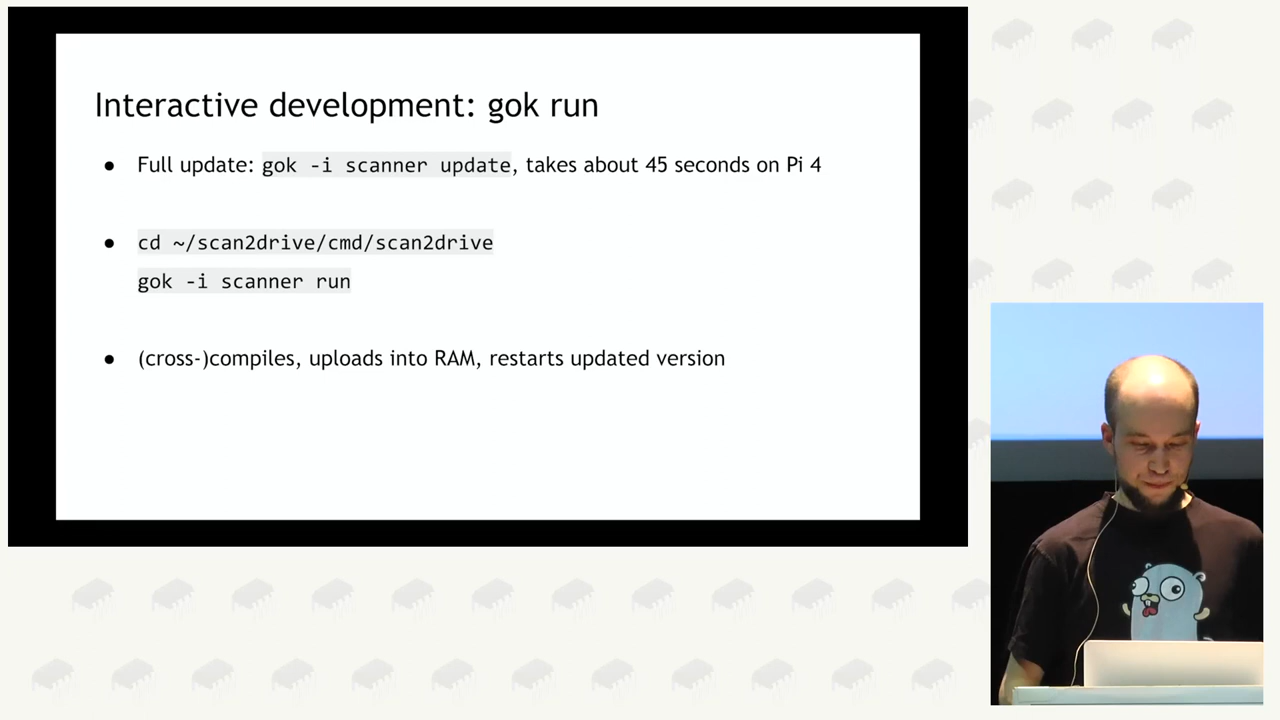 Interactive development: gok run
● Full update: gok -i scanner update, takes about 45 seconds on Pi 4
● cd ~/scan2drive/cmd/scan2drive
gok -i scanner run
● (cross-)compiles, uploads into RAM, restarts updated version